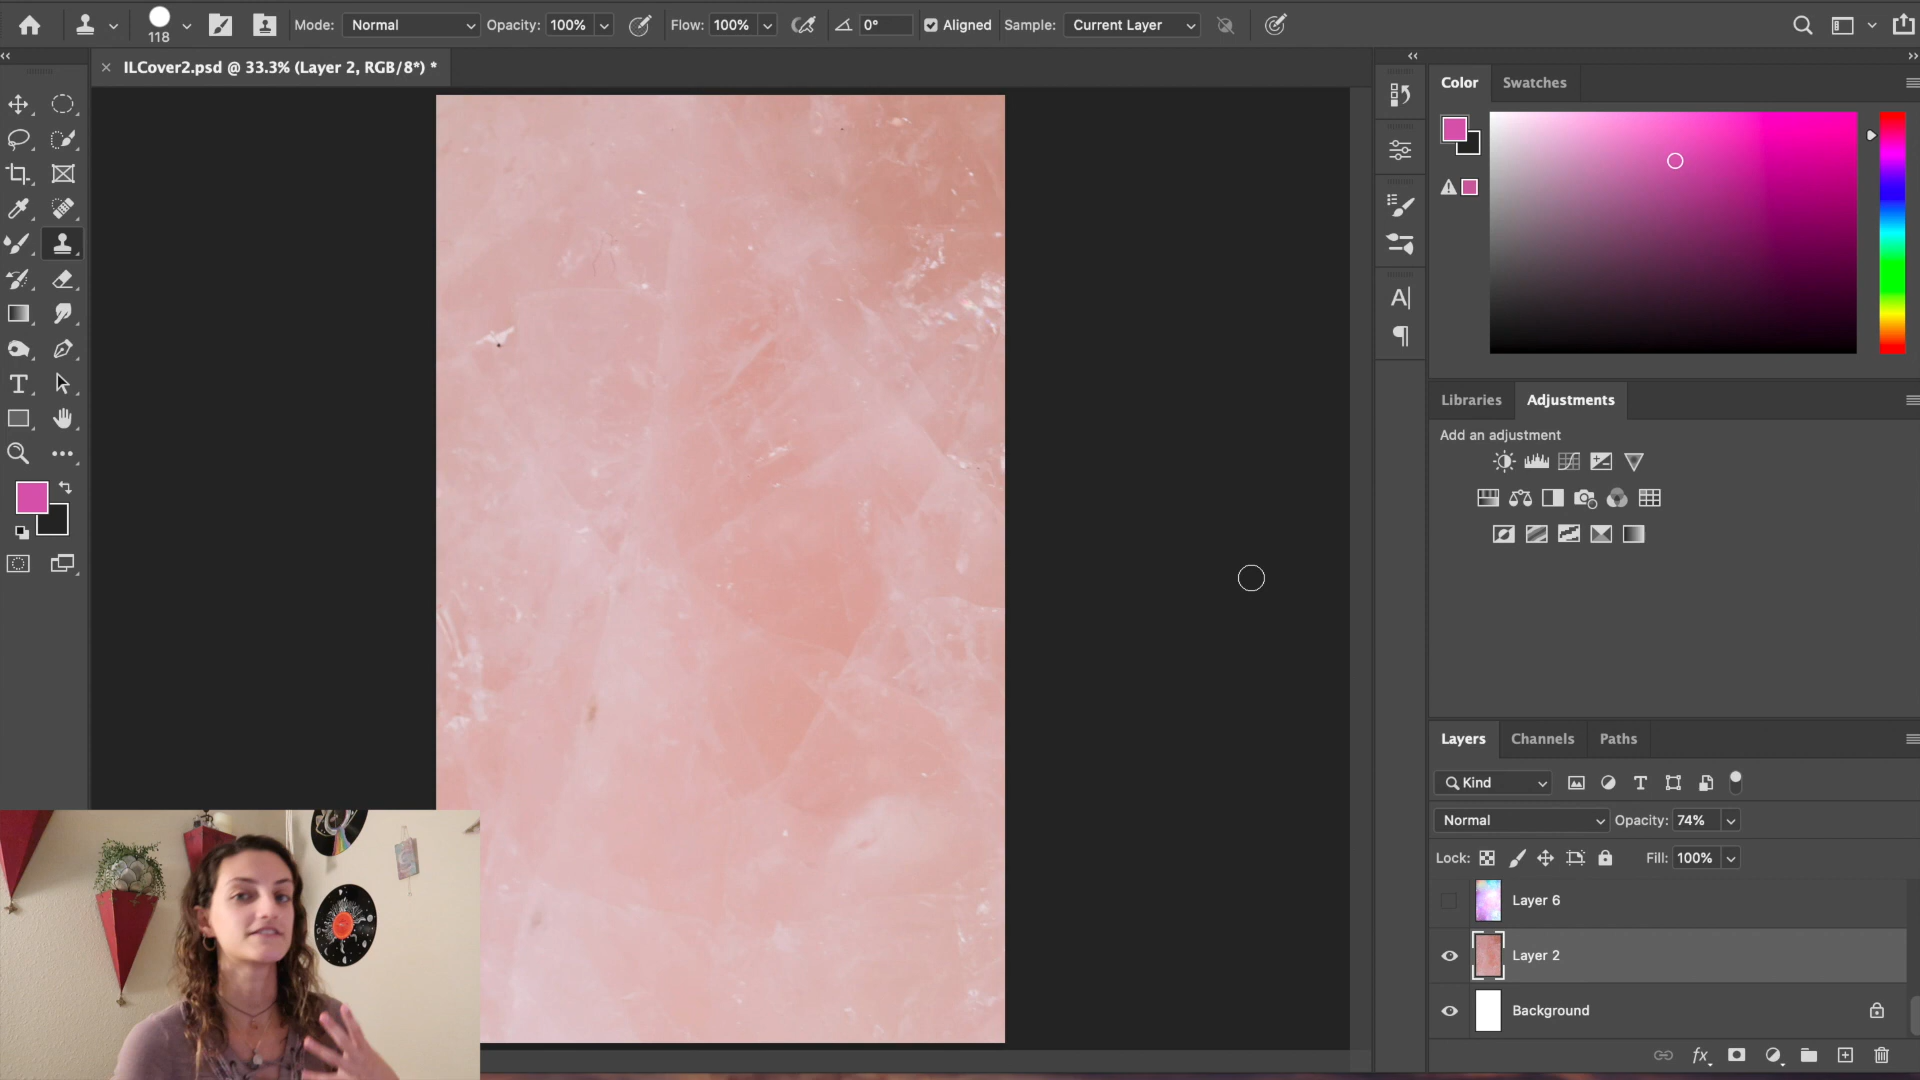 118
Mode: Normal Opacity: 100% Flow: 100% 0° Aligned Sample: Current Layer
ILCover2.psd @ 33.3% (Layer 2, RGB/8*) *
Color Swatches
Libraries Adjustments
Add an adjustment
Layers Channels Paths
Kind
Normal Opacity: 74%
Lock: Fill: 100%
Layer 6
Layer 2
Background